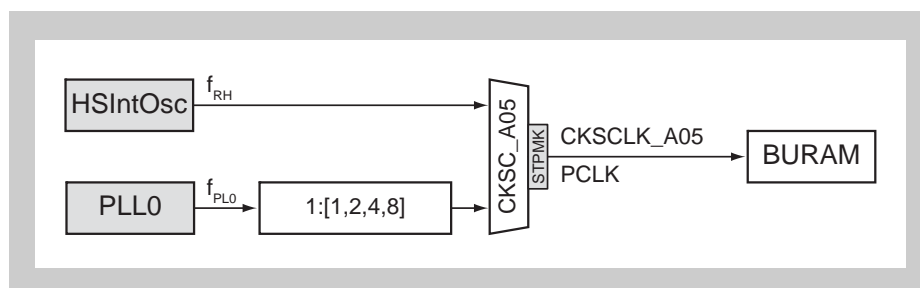 HSIntOsc
fRH
CKSC_A05
STPMK
CKSCLK_A05
PCLK
BURAM
PLL0
fPL0
1:[1,2,4,8]